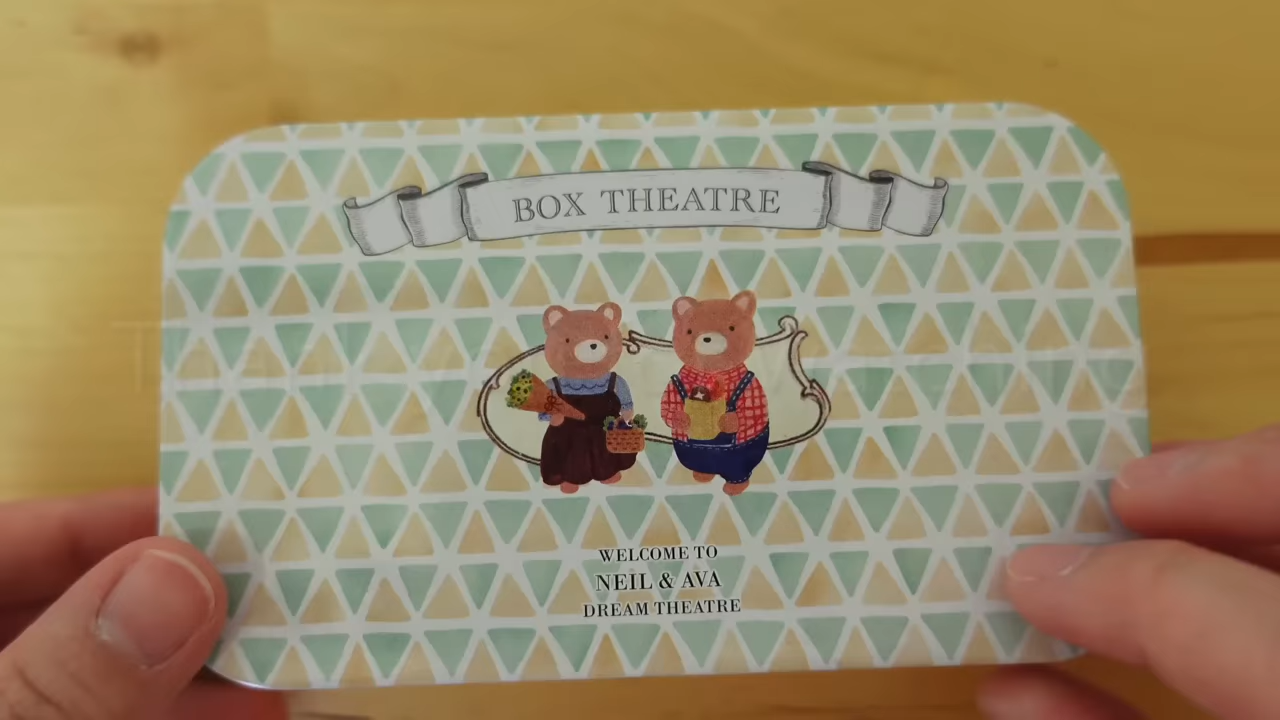 BOX THEATRE
WELCOME TO
NEIL & AVA
DREAM THEATRE